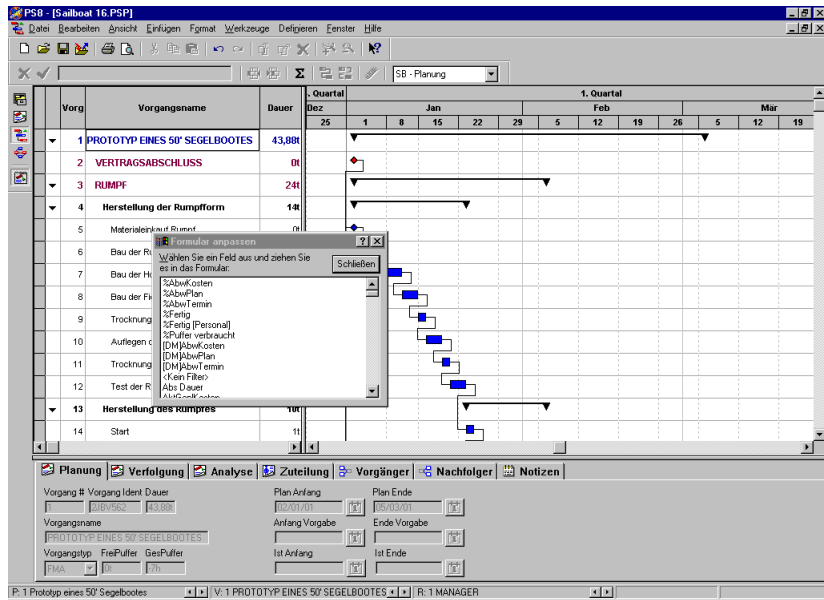 PS8 - [Sailboat 16.PSP]
Datei Bearbeiten Ansicht Einfügen Format Werkzeuge Definieren Fenster Hilfe
SB - Planung
Vorg Vorgangsname Dauer . Quartal 1. Quartal
Dez Jan Feb Mär
25 1 8 15 22 29 5 12 19 26 5 12 19
1 PROTOTYP EINES 50' SEGELBOOTES 43,88t
2 VERTRAGSABSCHLUSS 0t
3 RUMPF 24t
4 Herstellung der Rumpfform 14t
5 Materialeinkauf Rumpf 0t
6 Bau der
7 Bau der
8 Bau der
9 Trocknung
10 Auflegen
11 Trocknung
12 Test der
13 Herstellung des Rumpfes 10t
14 Start 1t
Formular anpassen
Wählen Sie ein Feld aus und ziehen Sie
es in das Formular:
Schließen
%AbwKosten
%AbwPlan
%AbwTermin
%Fertig
%Fertig [Personal]
%Puffer verbraucht
[DM]AbwKosten
[DM]AbwPlan
[DM]AbwTermin
<Kein Filter>
Abs Dauer
Planung Verfolgung Analyse Zuteilung Vorgänger Nachfolger Notizen
Vorgang # Vorgang Ident Dauer Plan Anfang Plan Ende
1 2JBV562 43,88t 02/01/01 05/03/01
Vorgangsname Anfang Vorgabe Ende Vorgabe
PROTOTYP EINES 50' SEGELBOOTES
Vorgangstyp FreiPuffer GesPuffer Ist Anfang Ist Ende
FMA 0t -7h
P: 1 Prototyp eines 50' Segelbootes V: 1 PROTOTYP EINES 50' SEGELBOOTES R: 1 MANAGER